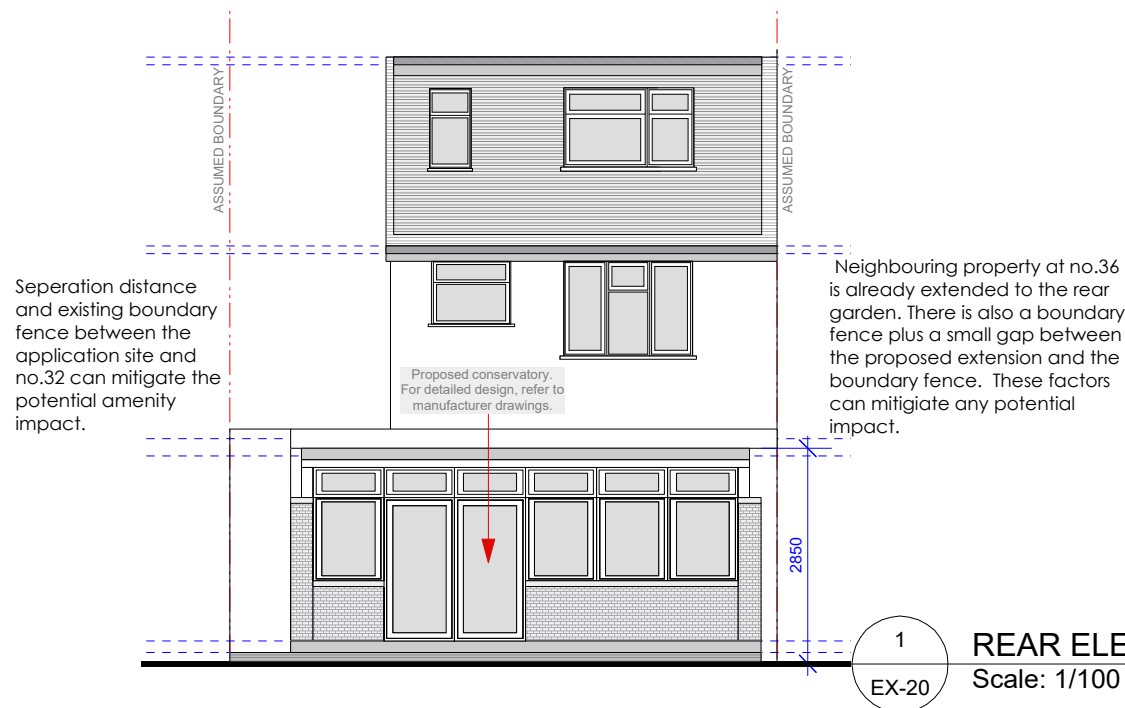 ASSUMED BOUNDARY
ASSUMED BOUNDARY
Seperation distance
and existing boundary
fence between the
application site and
no.32 can mitigate the
potential amenity
impact.
Neighbouring property at no.36
is already extended to the rear
garden. There is also a boundary
fence plus a small gap between
the proposed extension and the
boundary fence. These factors
can mitigiate any potential
impact.
Proposed conservatory.
For detailed design, refer to
manufacturer drawings.
2850
1
EX-20
REAR ELE
Scale: 1/100